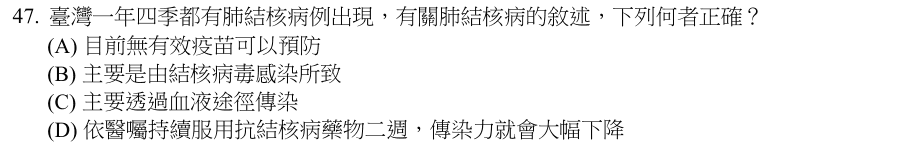 47. 臺灣一年四季都有肺結核病例出現，有關肺結核病的敘述，下列何者正確？
(A) 目前無有效疫苗可以預防
(B) 主要是由結核病毒感染所致
(C) 主要透過血液途徑傳染
(D) 依醫囑持續服用抗結核病藥物二週，傳染力就會大幅下降